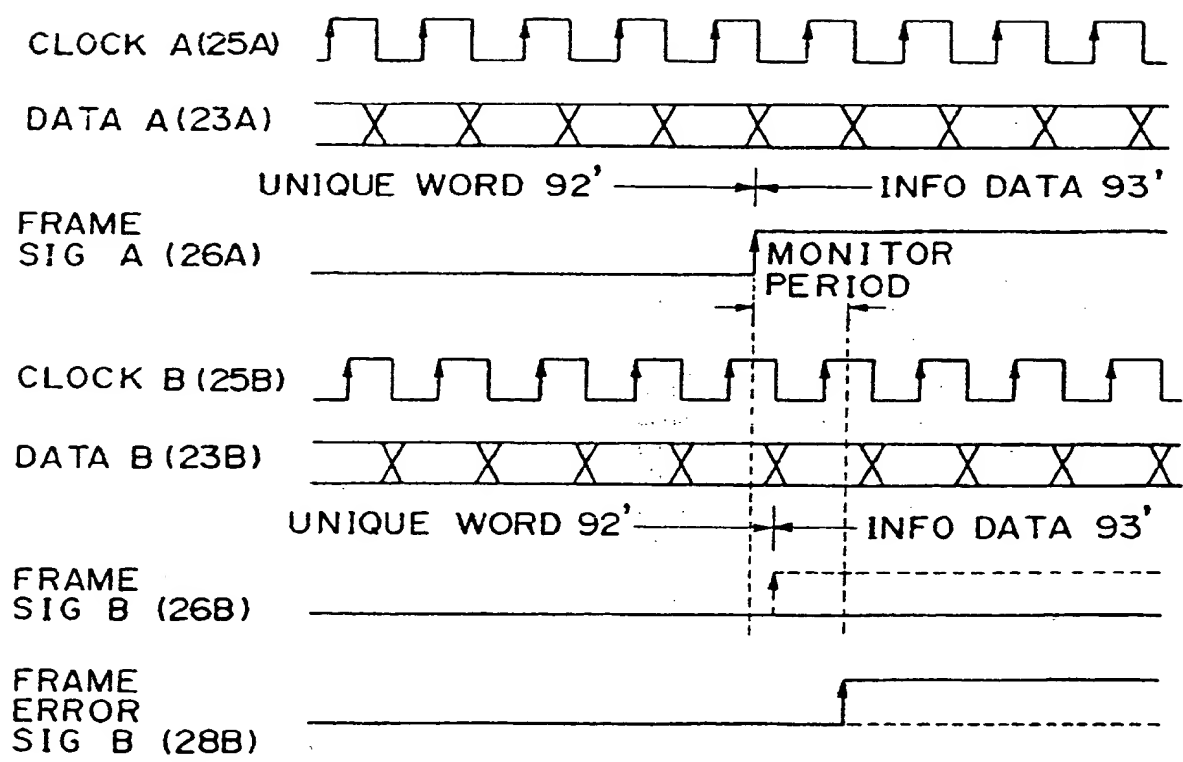 CLOCK A(25A)
DATA A(23A)
UNIQUE WORD 92' INFO DATA 93'
FRAME
SIG A (26A)
MONITOR
PERIOD
CLOCK B(25B)
DATA B(23B)
UNIQUE WORD 92' INFO DATA 93'
FRAME
SIG B (26B)
FRAME
ERROR
SIG B (28B)